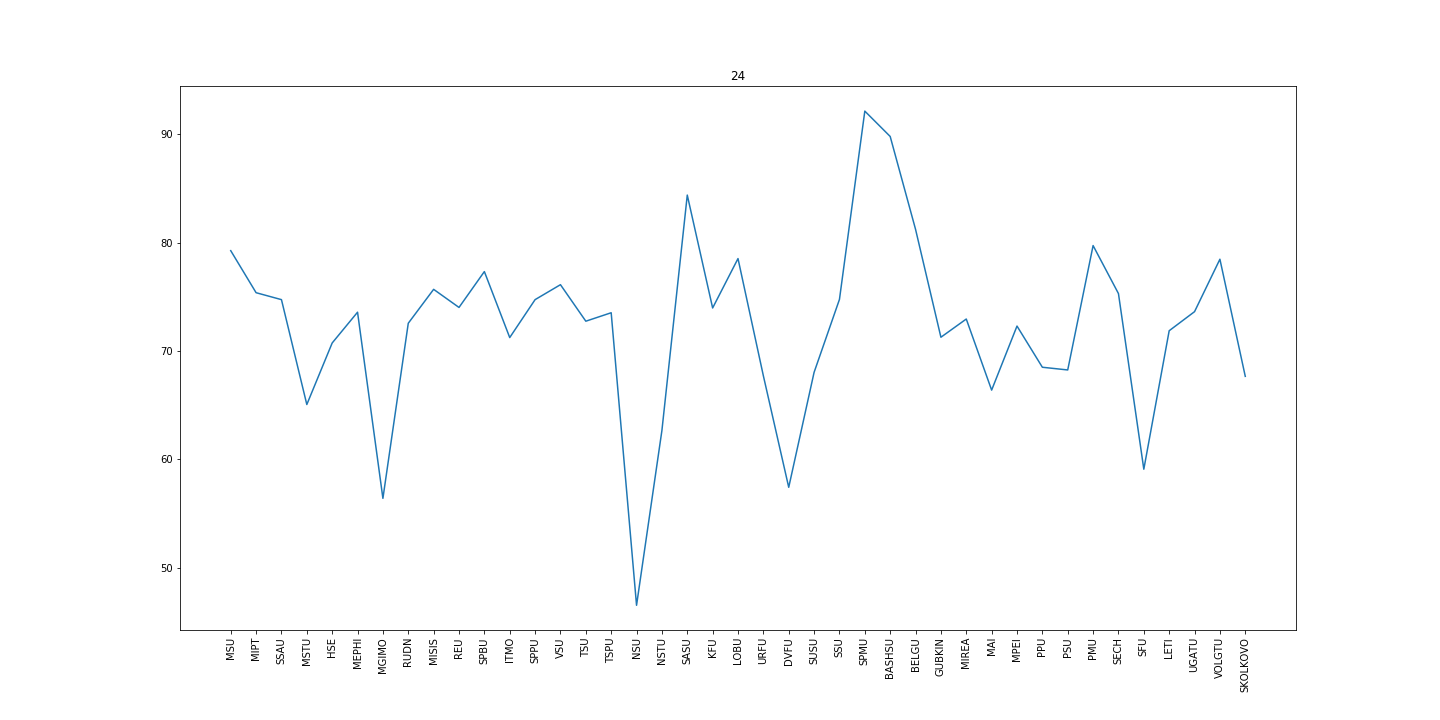 24
90
80
70
60
50
MSU
MIPT
SSAU
MSTU
HSE
MEPHI
MGIMO
RUDN
MISIS
REU
SPBU
ITMO
SPPU
VSU
TSU
TSPU
NSU
NSTU
SASU
KFU
LOBU
URFU
DVFU
SUSU
SSU
SPMU
BASHSU
BELGU
GUBKIN
MIREA
MAI
MPEI
PPU
PSU
PMU
SECH
SFU
LETI
UGATU
VOLGTU
SKOLKOVO